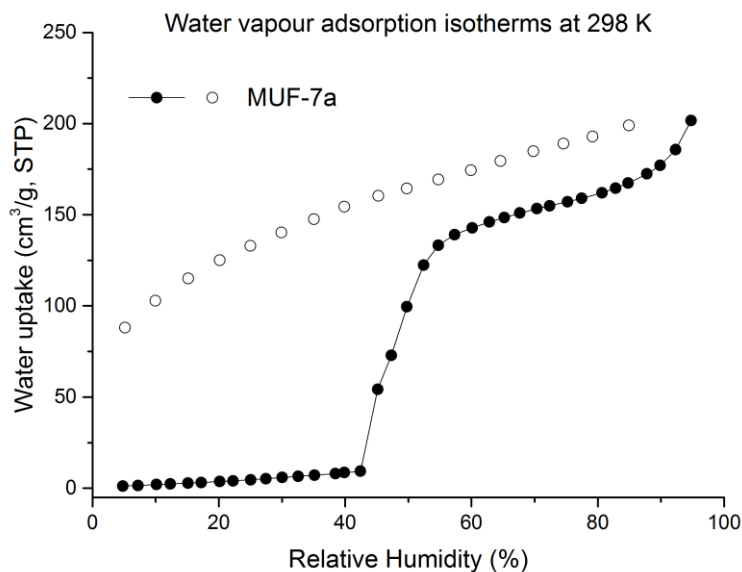 Water vapour adsorption isotherms at 298 K
250
200
150
100
50
0
Water uptake (cm³/g, STP)
MUF-7a
0 20 40 60 80 100
Relative Humidity (%)